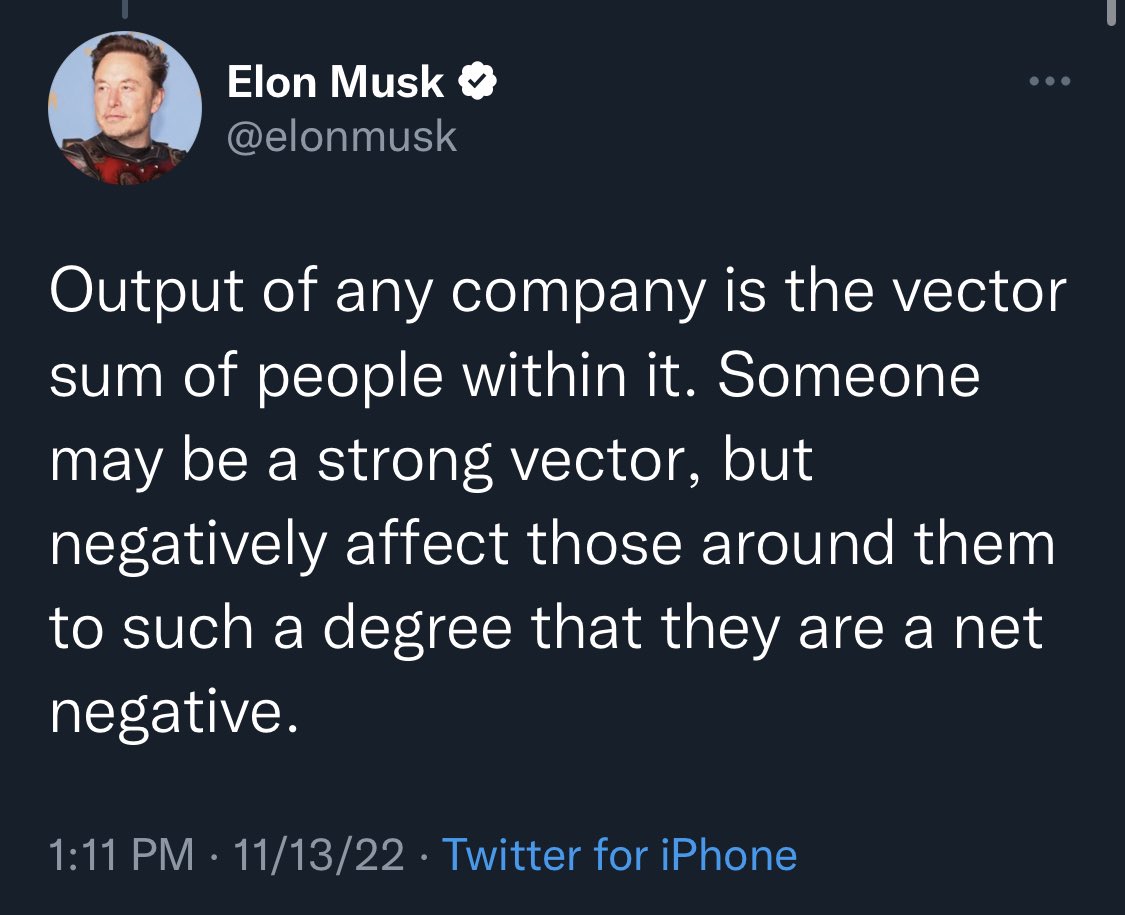 Elon Musk
@elonmusk
Output of any company is the vector
sum of people within it. Someone
may be a strong vector, but
negatively affect those around them
to such a degree that they are a net
negative.
1:11 PM · 11/13/22 · Twitter for iPhone